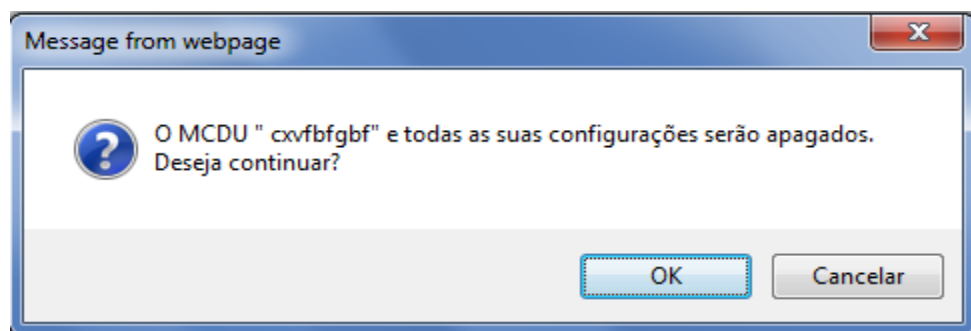 Message from webpage
O MCDU " cxvfbfgbf" e todas as suas configurações serão apagados.
Deseja continuar?
OK
Cancelar